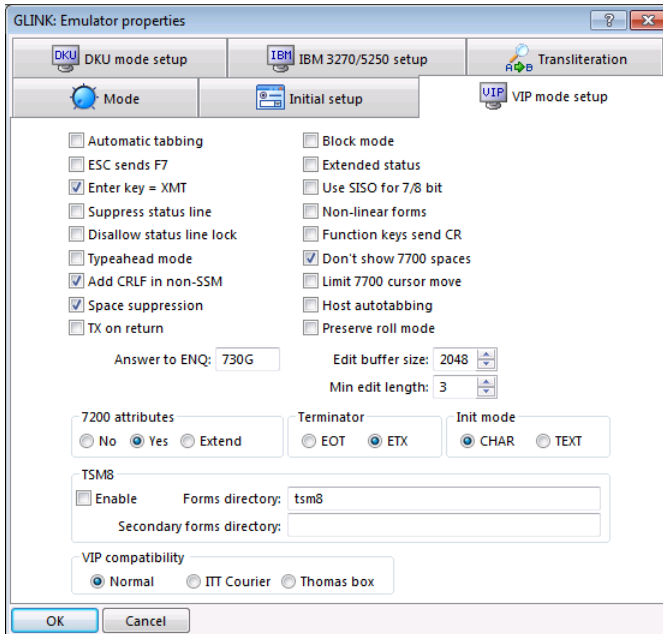 GLINK: Emulator properties
DKU DKU mode setup IBM IBM 3270/5250 setup A B Transliteration
Mode Initial setup VIP VIP mode setup
Automatic tabbing Block mode
ESC sends F7 Extended status
Enter key = XMT Use SISO for 7/8 bit
Suppress status line Non-linear forms
Disallow status line lock Function keys send CR
Typeahead mode Don't show 7700 spaces
Add CRLF in non-SSM Limit 7700 cursor move
Space suppression Host autotabbing
TX on return Preserve roll mode
Answer to ENQ: 730G Edit buffer size: 2048
Min edit length: 3
7200 attributes Terminator Init mode
No Yes Extend EOT ETX CHAR TEXT
TSM8
Enable Forms directory: tsm8
Secondary forms directory:
VIP compatibility
Normal ITT Courier Thomas box
OK Cancel